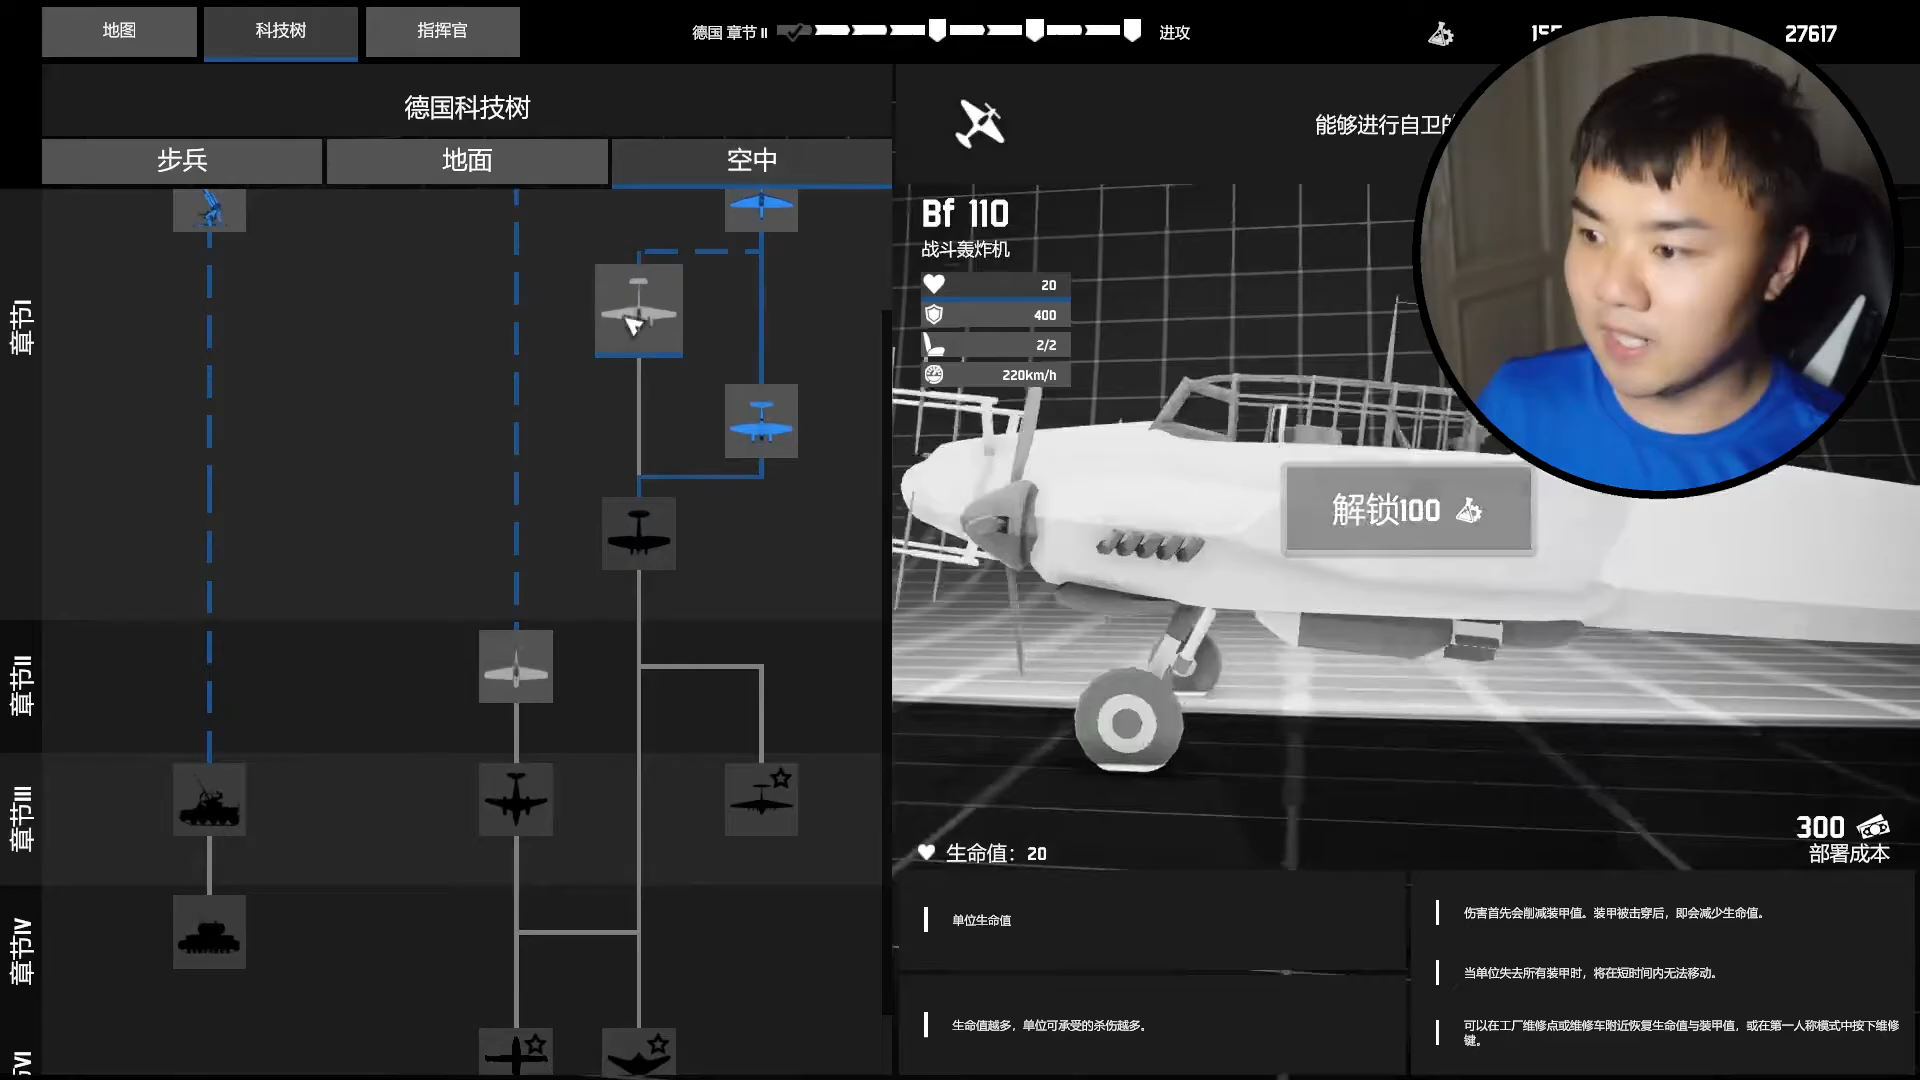 地图
科技树
指挥官
德国 章节 II
进攻
27617
德国科技树
步兵
地面
空中
章节I
章节II
章节III
章节IV
能够进行自卫的
Bf 110
战斗轰炸机
20
400
2/2
220km/h
解锁100
300
部署成本
生命值：20
单位生命值
生命值越多，单位可承受的杀伤越多。
伤害首先会削减装甲值。装甲被击穿后，即会减少生命值。
当单位失去所有装甲时，将在短时间内无法移动。
可以在工厂维修点或维修车附近恢复生命值与装甲值，或在第一人称模式中按下维修
键。